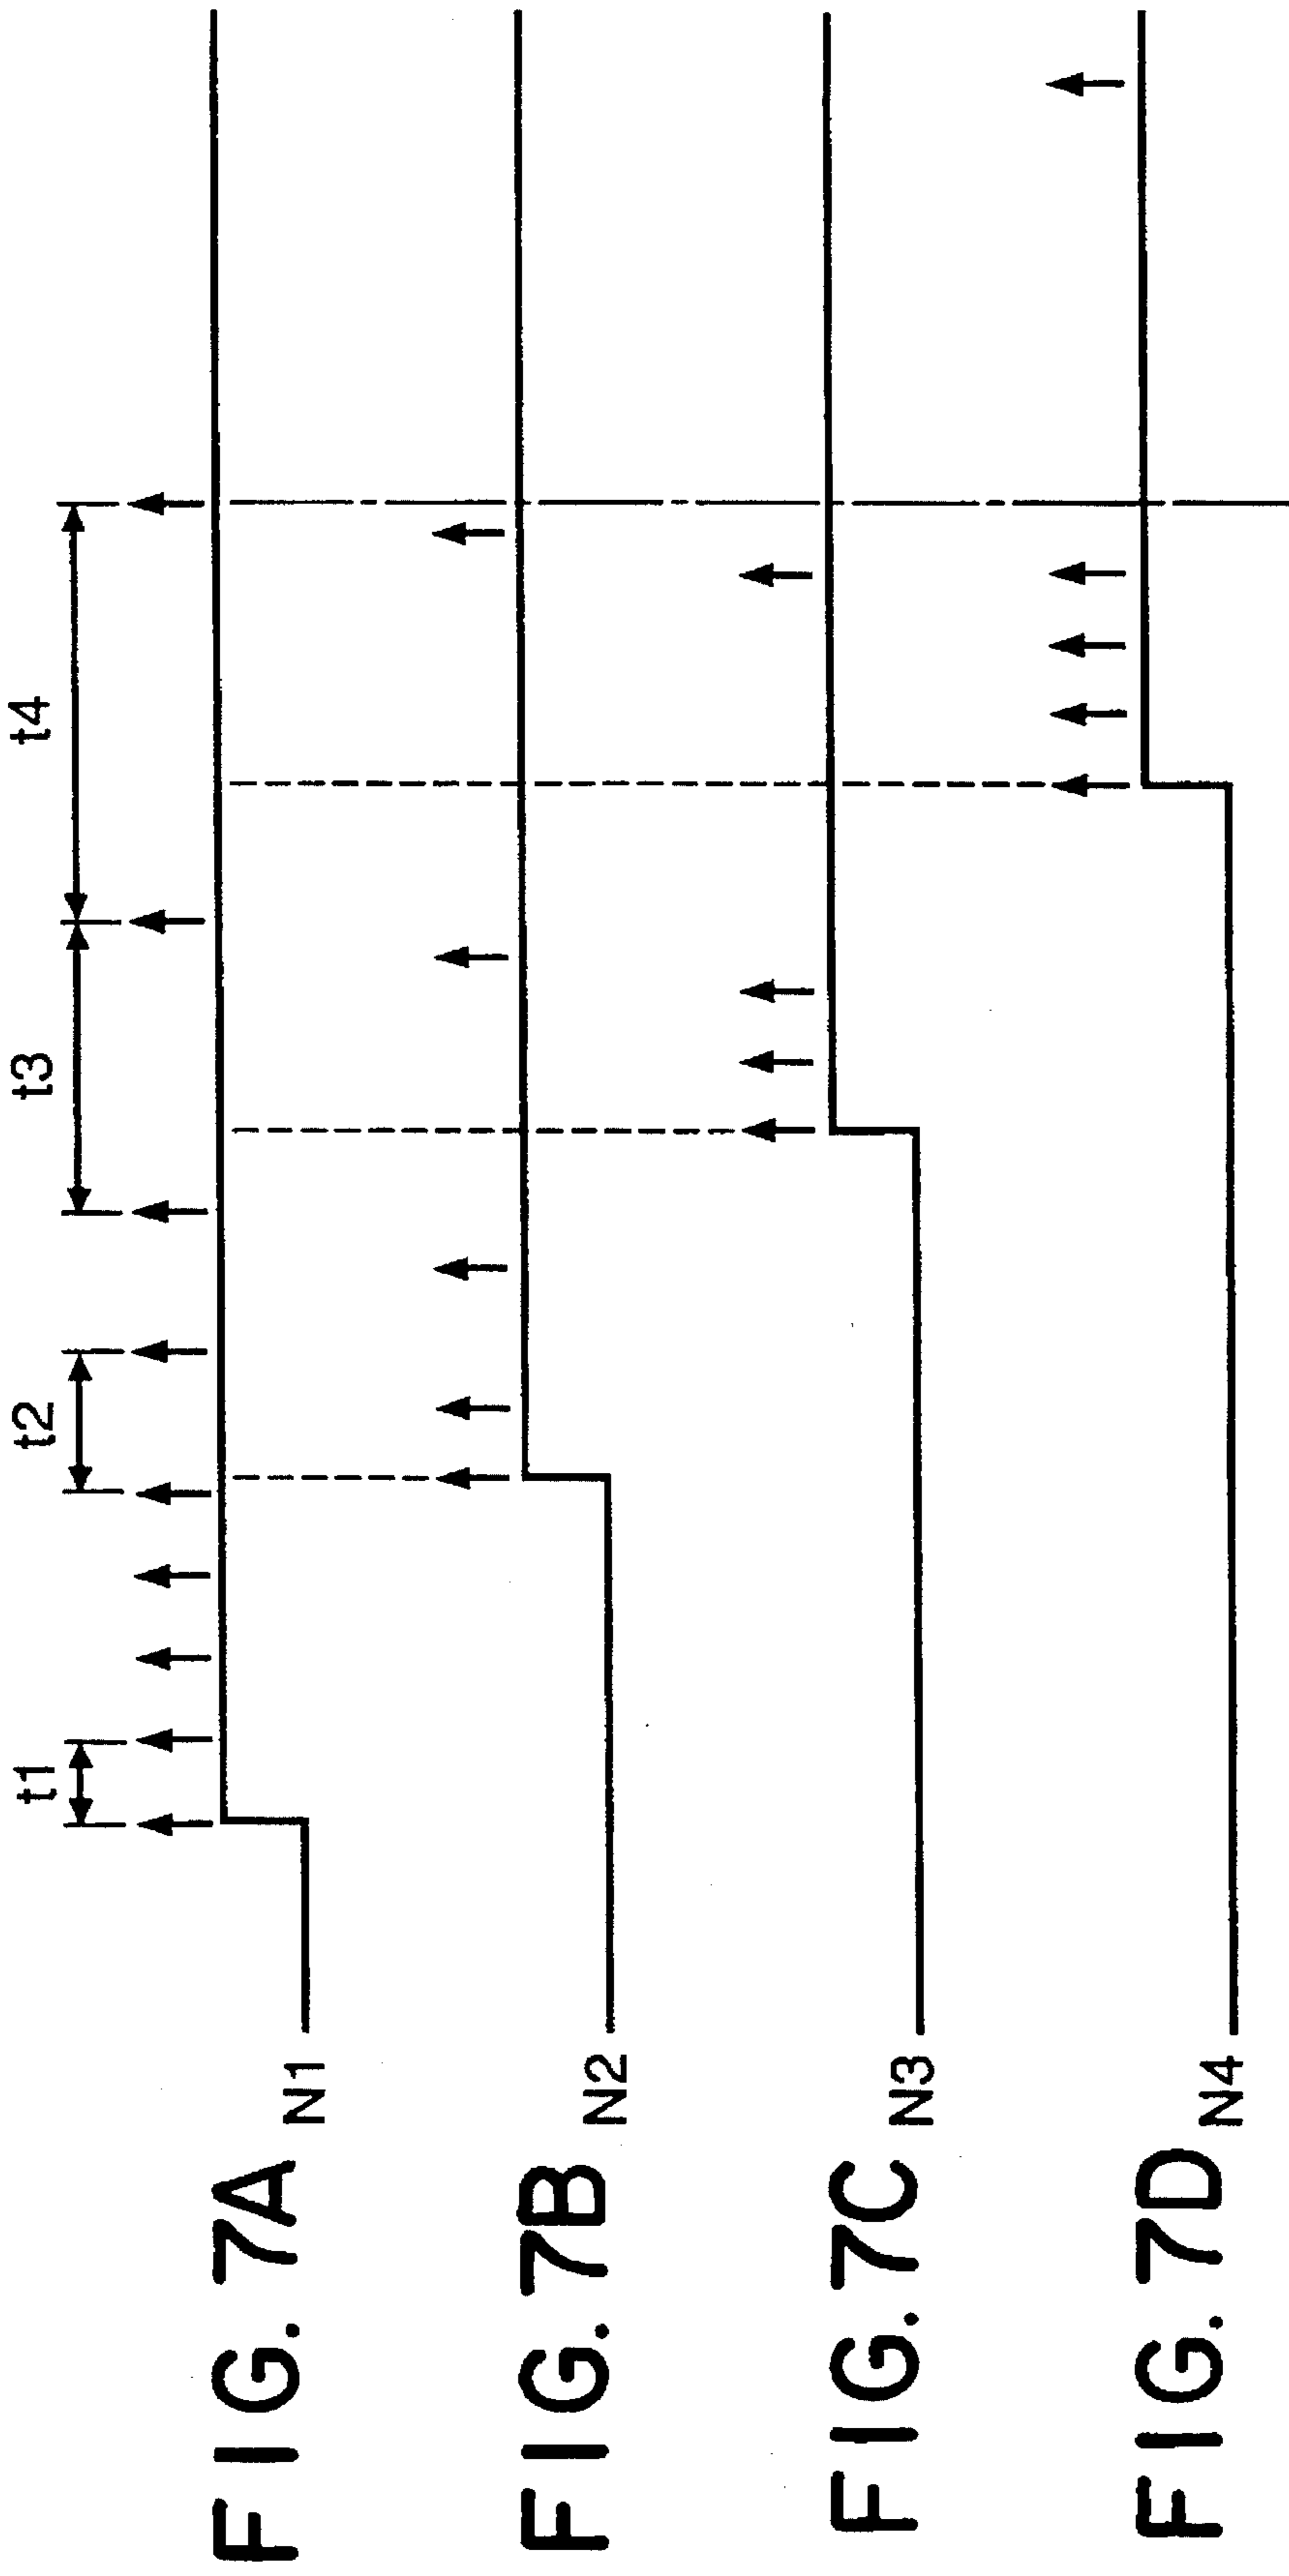 t1 t2 t3 t4
FIG. 7A N1
FIG. 7B N2
FIG. 7C N3
FIG. 7D N4